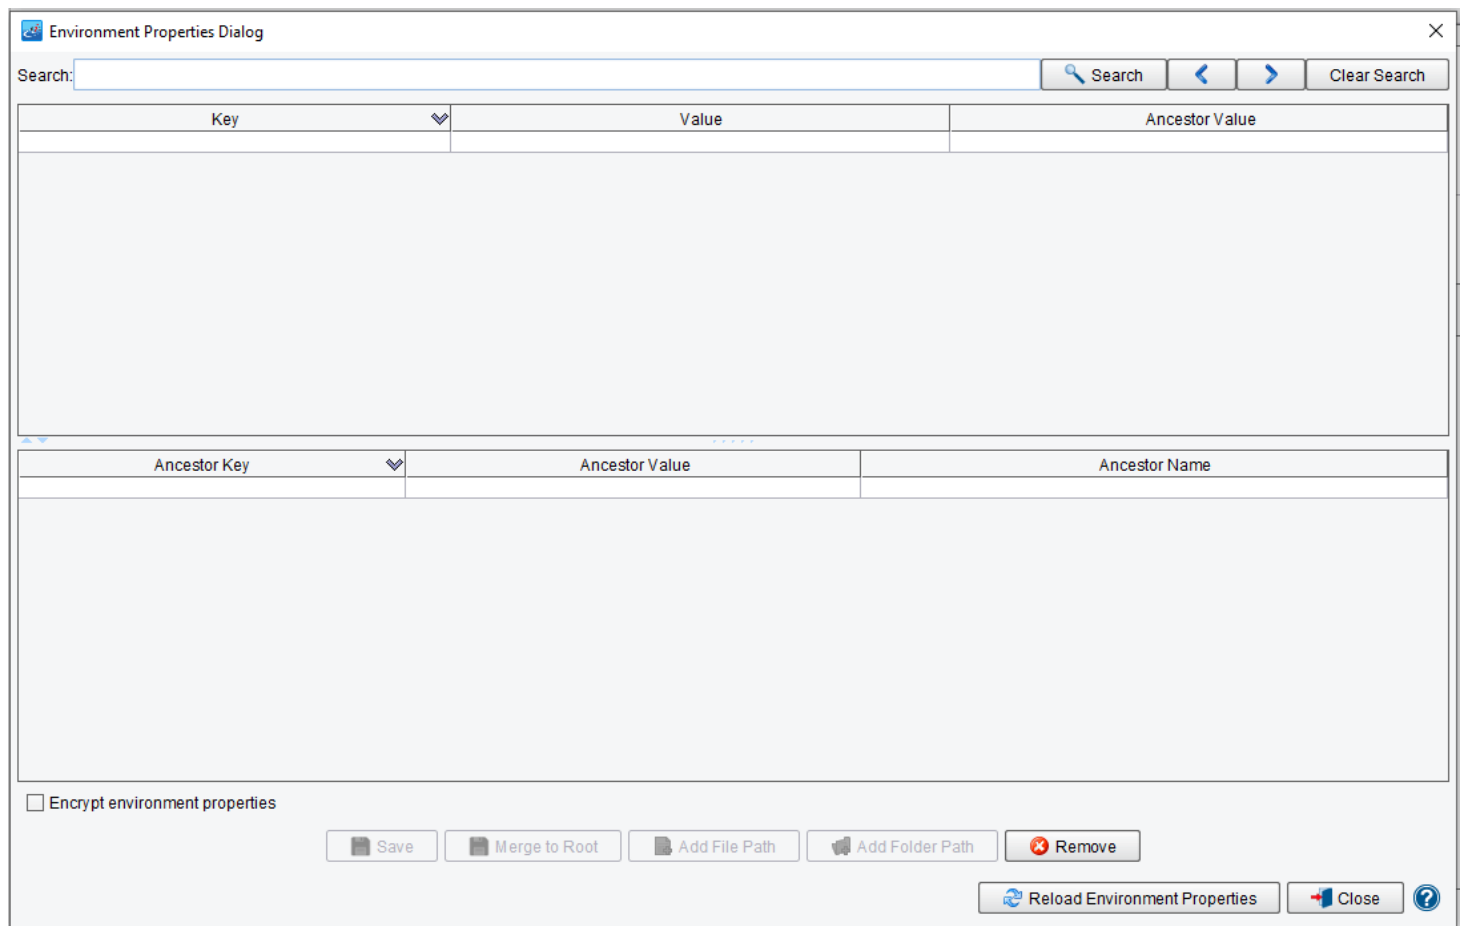 Environment Properties Dialog
Search: Search Clear Search
Key Value Ancestor Value
Ancestor Key Ancestor Value Ancestor Name
Encrypt environment properties
Save Merge to Root Add File Path Add Folder Path Remove
Reload Environment Properties Close ?